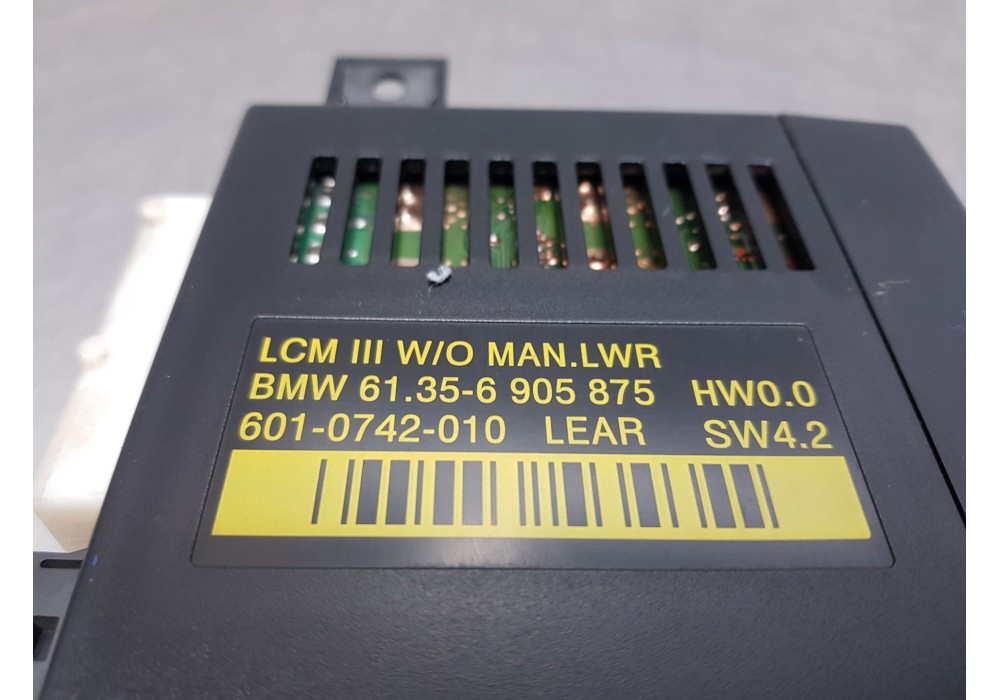 LCM III W/O MAN.LWR
BMW 61.35-6 905 875 HW0.0
601-0742-010 LEAR SW4.2